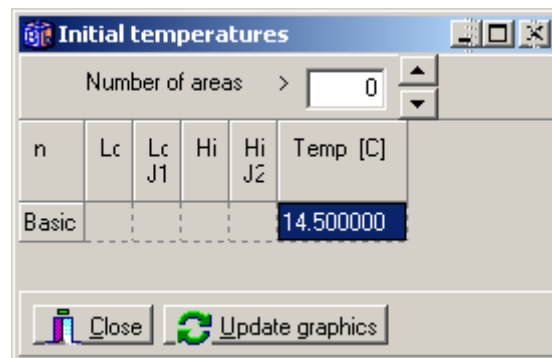 Initial temperatures
Number of areas > 0
n Lc Lc J1 Hi Hi J2 Temp [C]
Basic 14.500000
Close Update graphics